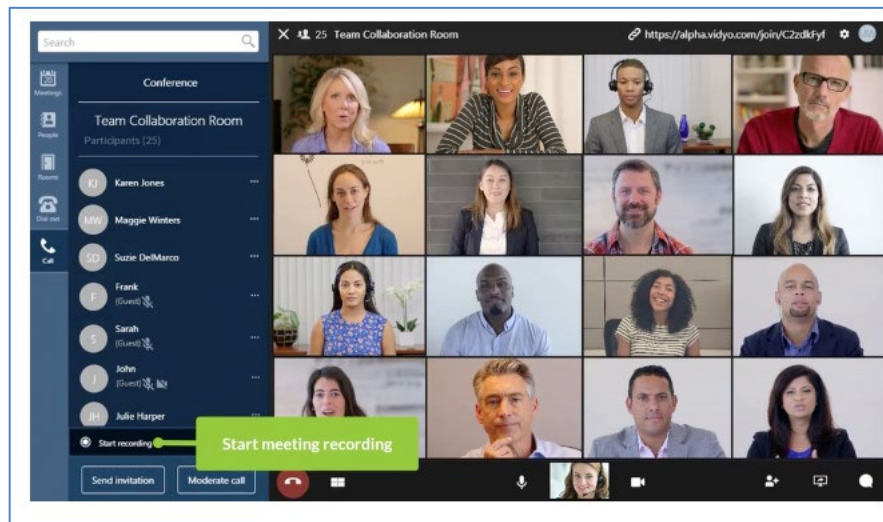 Search
25 Team Collaboration Room
https://alpha.vidyo.com/join/C2zdkFyf
20
Meetings
People
Rooms
Dial out
Call
Conference
Team Collaboration Room
Participants (25)
KJ Karen Jones ...
MW Maggie Winters ...
SD Suzie DelMarco ...
F Frank ...
(Guest)
S Sarah ...
(Guest)
J John ...
(Guest)
JH Julie Harper
Start recording
Start meeting recording
Send invitation
Moderate call